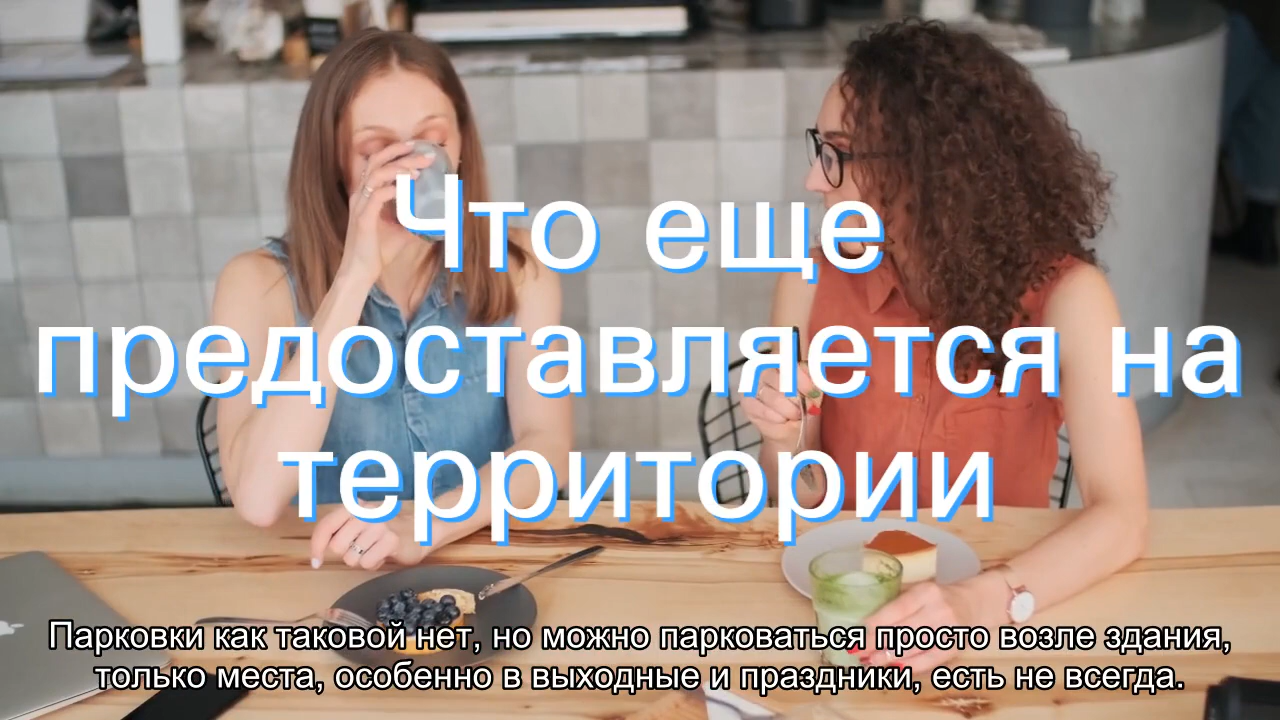 Что еще
предоставляется на
территории
Парковки как таковой нет, но можно парковаться просто возле здания,
только места, особенно в выходные и праздники, есть не всегда.